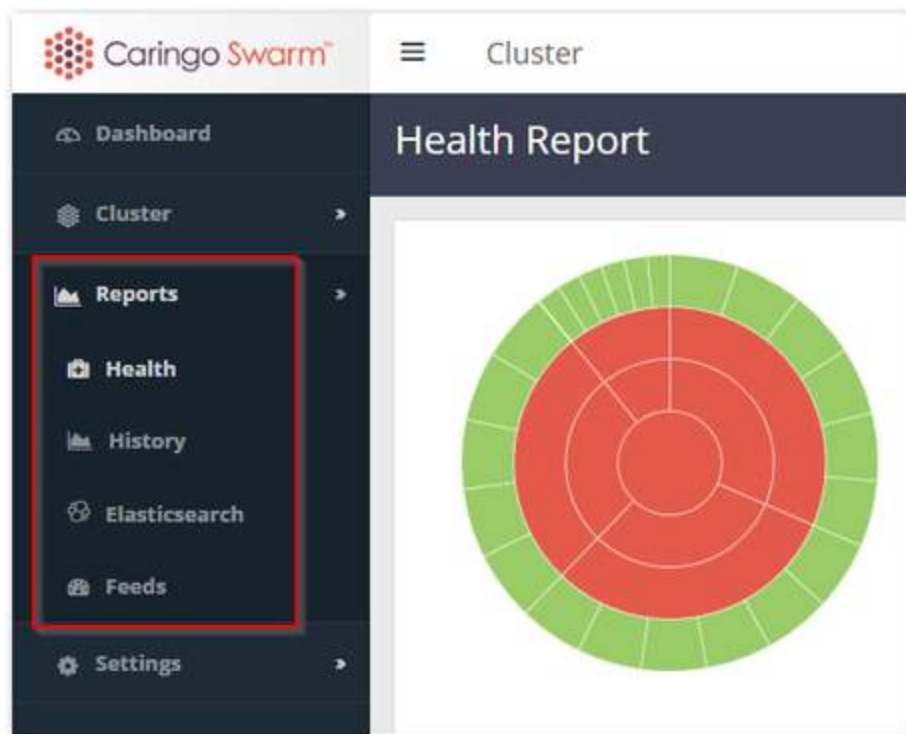 Caringo Swarm™
Cluster
Dashboard
Health Report
Cluster
Reports
Health
History
Elasticsearch
Feeds
Settings